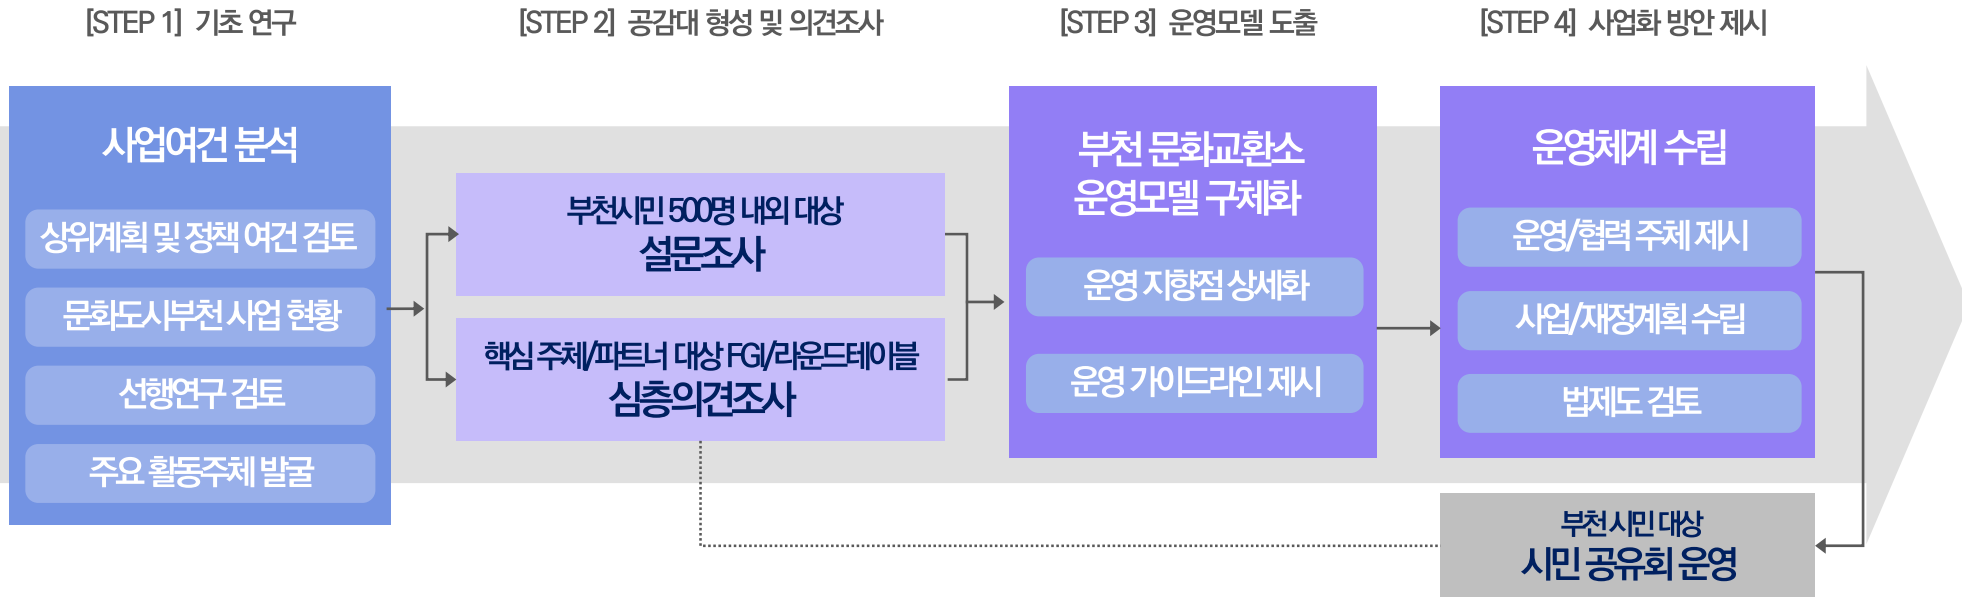 [STEP 1] 기초 연구
[STEP 2] 공감대 형성 및 의견조사
[STEP 3] 운영모델 도출
[STEP 4] 사업화 방안 제시
사업여건 분석
상위계획 및 정책 여건 검토
문화도시부천 사업 현황
선행연구 검토
주요 활동주체 발굴
부천시민 500명 내외 대상
설문조사
핵심 주체/파트너 대상 FGI/라운드테이블
심층의견조사
부천 문화교환소
운영모델 구체화
운영 지향점 상세화
운영 가이드라인 제시
운영체계 수립
운영/협력 주체 제시
사업/재정계획 수립
법제도 검토
부천 시민 대상
시민 공유회 운영